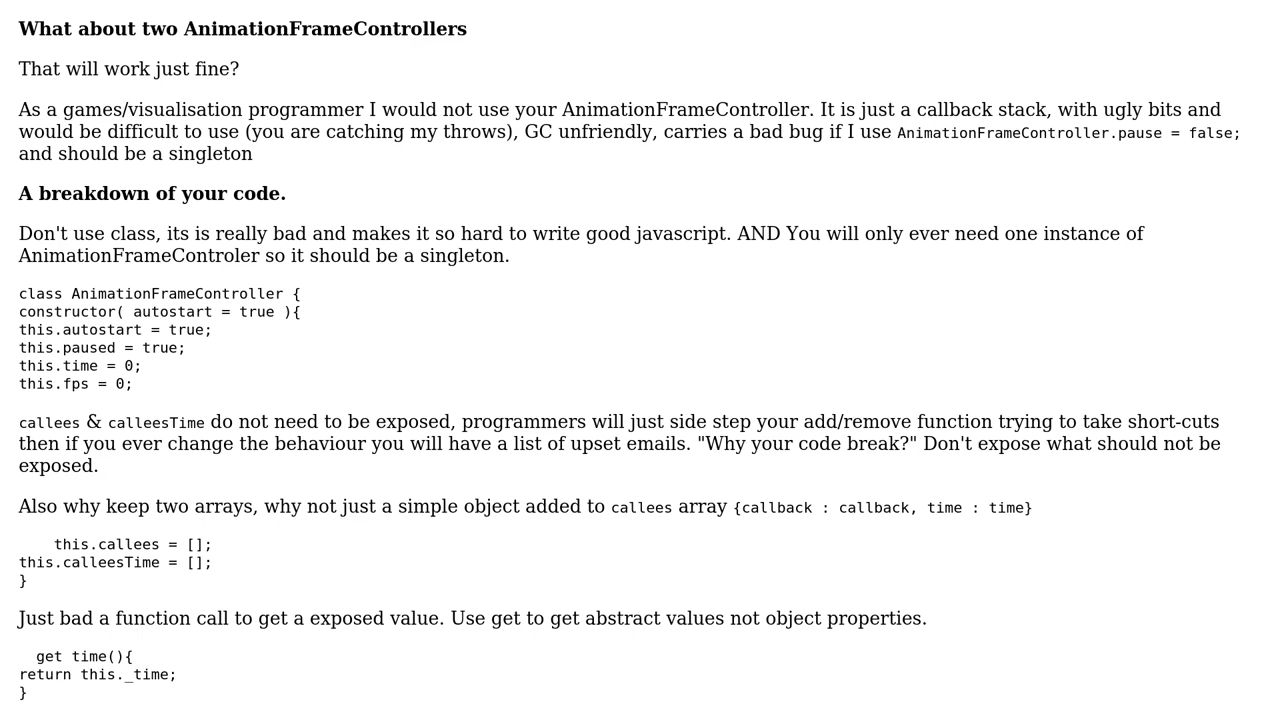 What about two AnimationFrameControllers
That will work just fine?
As a games/visualisation programmer I would not use your AnimationFrameController. It is just a callback stack, with ugly bits and
would be difficult to use (you are catching my throws), GC unfriendly, carries a bad bug if I use AnimationFrameController.pause = false;
and should be a singleton
A breakdown of your code.
Don't use class, its is really bad and makes it so hard to write good javascript. AND You will only ever need one instance of
AnimationFrameControler so it should be a singleton.
class AnimationFrameController {
constructor( autostart = true ){
this.autostart = true;
this.paused = true;
this.time = 0;
this.fps = 0;
callees & calleesTime do not need to be exposed, programmers will just side step your add/remove function trying to take short-cuts
then if you ever change the behaviour you will have a list of upset emails. "Why your code break?" Don't expose what should not be
exposed.
Also why keep two arrays, why not just a simple object added to callees array {callback : callback, time : time}
    this.callees = [];
this.calleesTime = [];
}
Just bad a function call to get a exposed value. Use get to get abstract values not object properties.
  get time(){
return this._time;
}